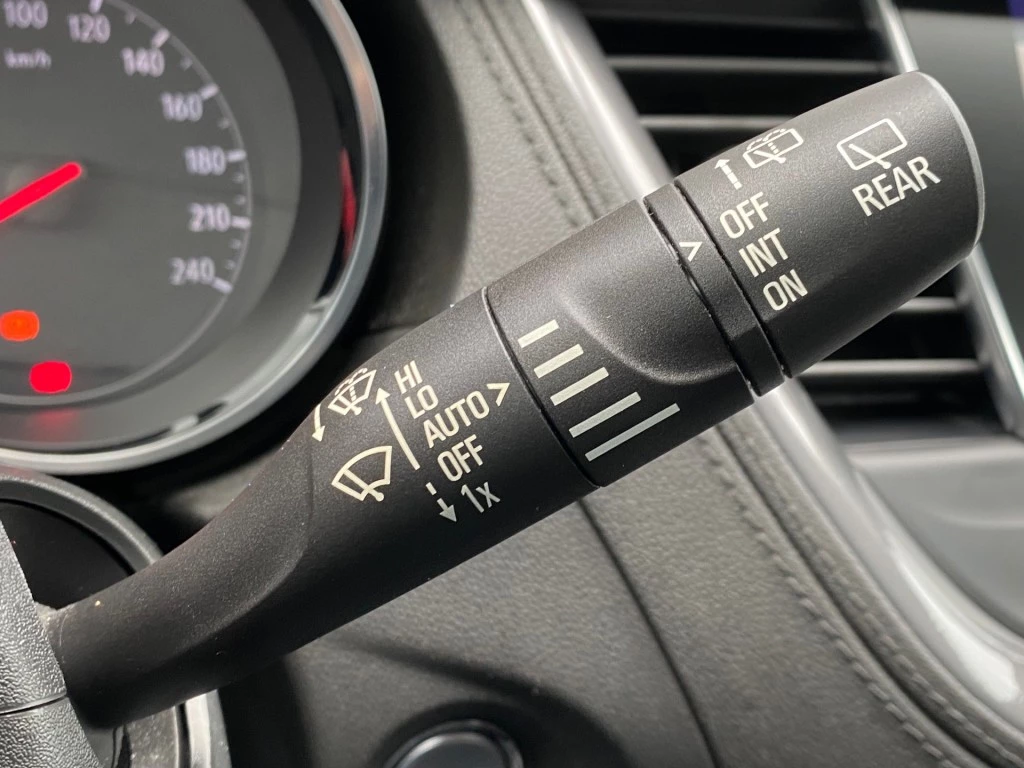 100
120
km/h
140
160
180
210
240
HI
LO
AUTO >
OFF
1x
>
OFF
INT
ON
REAR